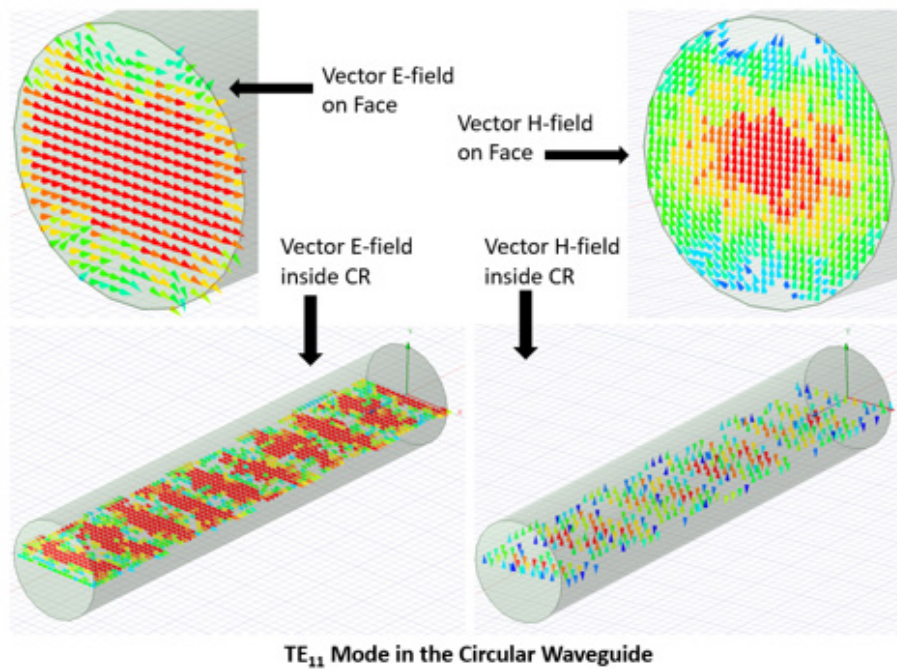 Vector E-field
on Face
Vector H-field
on Face
Vector E-field
inside CR
Vector H-field
inside CR
TE₁₁ Mode in the Circular Waveguide